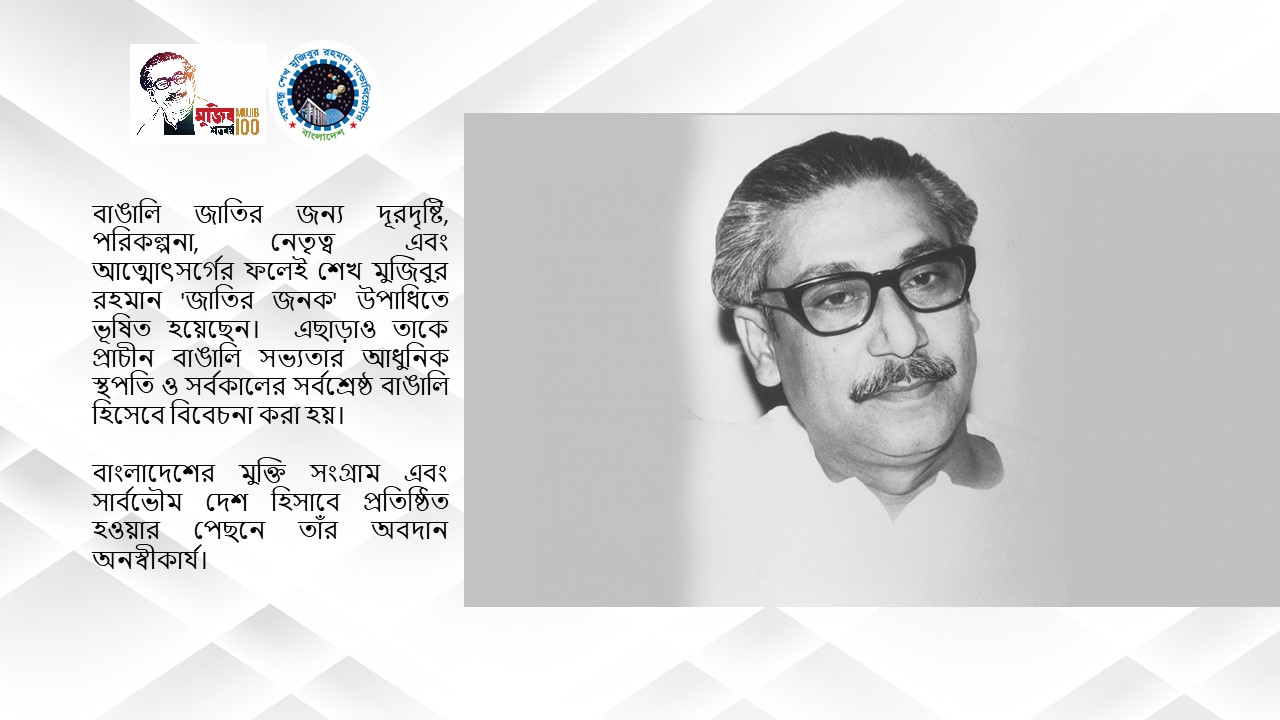 মুজিব
শতবর্ষ
MUJIB
100
বঙ্গবন্ধু শেখ মুজিবুর রহমান নভোথিয়েটার
বাংলাদেশ
বাঙালি জাতির জন্য দূরদৃষ্টি,
পরিকল্পনা, নেতৃত্ব এবং
আত্মোৎসর্গের ফলেই শেখ মুজিবুর
রহমান 'জাতির জনক' উপাধিতে
ভূষিত হয়েছেন। এছাড়াও তাকে
প্রাচীন বাঙালি সভ্যতার আধুনিক
স্থপতি ও সর্বকালের সর্বশ্রেষ্ঠ বাঙালি
হিসেবে বিবেচনা করা হয়।
বাংলাদেশের মুক্তি সংগ্রাম এবং
সার্বভৌম দেশ হিসাবে প্রতিষ্ঠিত
হওয়ার পেছনে তাঁর অবদান
অনস্বীকার্য।